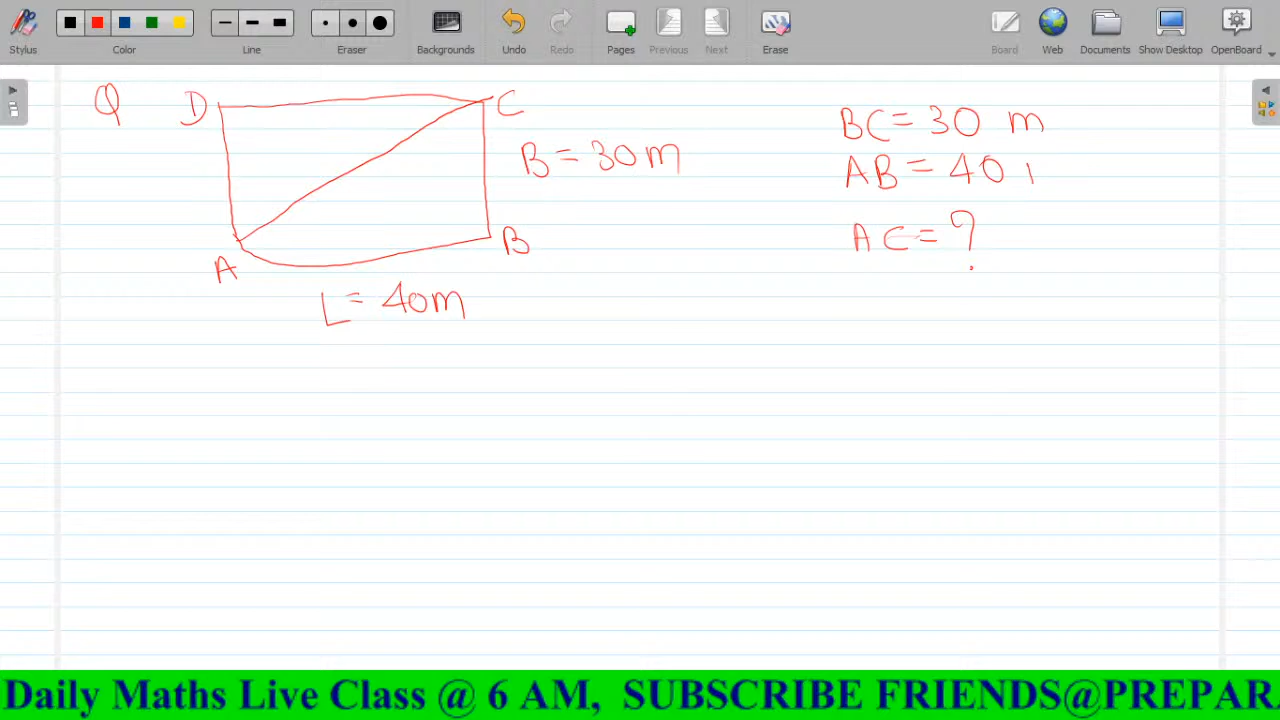 Stylus
Color
Line
Eraser
Backgrounds
Undo
Redo
Pages
Previous
Next
Erase
Board
Web
Documents
Show Desktop
OpenBoard
Q
D
C
B = 30m
A
B
L = 40m
BC = 30 m
AB = 40
AC = ?
Daily Maths Live Class @ 6 AM, SUBSCRIBE FRIENDS@PREPAR